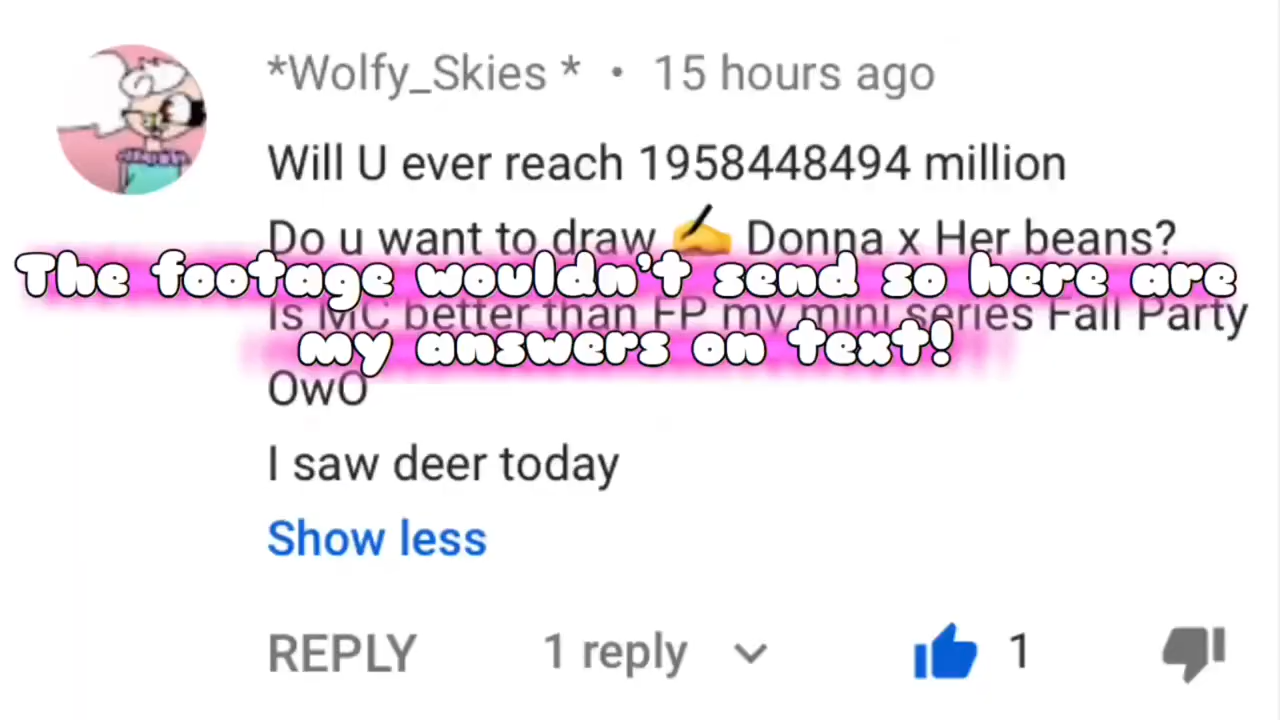 *Wolfy_Skies * • 15 hours ago
Will U ever reach 1958448494 million
Do u want to draw ✍ Donna x Her beans?
The footage wouldn't send so here are
Is MC better than FP my mini series Fall Party
my answers on text!
OwO
I saw deer today
Show less
REPLY 1 reply 1